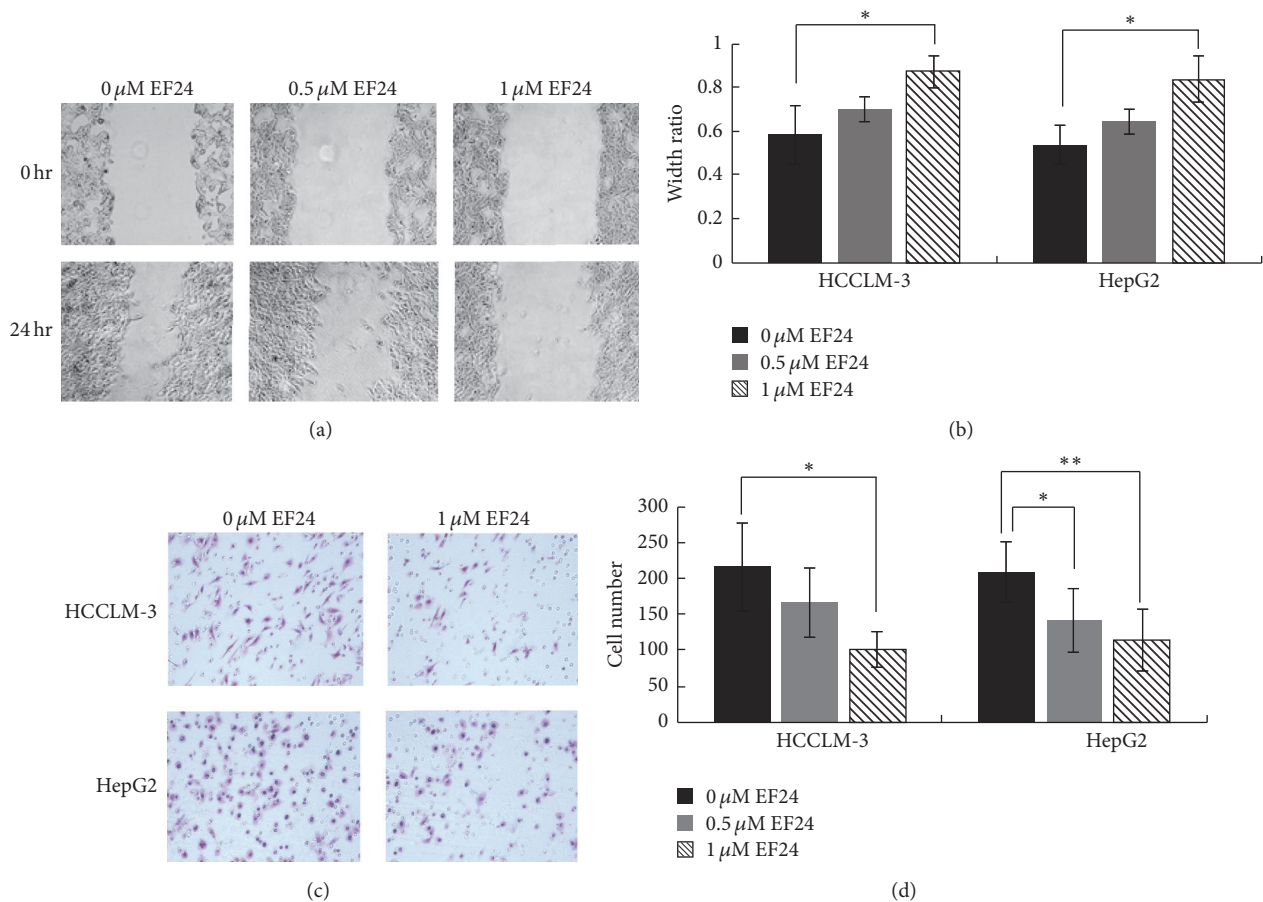 0 μM EF24 0.5 μM EF24 1 μM EF24
0 hr
24 hr
(a)
* *
1
0.8
0.6
0.4
0.2
0
Width ratio
HCCLM-3 HepG2
0 μM EF24
0.5 μM EF24
1 μM EF24
(b)
0 μM EF24 1 μM EF24
HCCLM-3
HepG2
(c)
* ** *
300
250
200
150
100
50
0
Cell number
HCCLM-3 HepG2
0 μM EF24
0.5 μM EF24
1 μM EF24
(d)